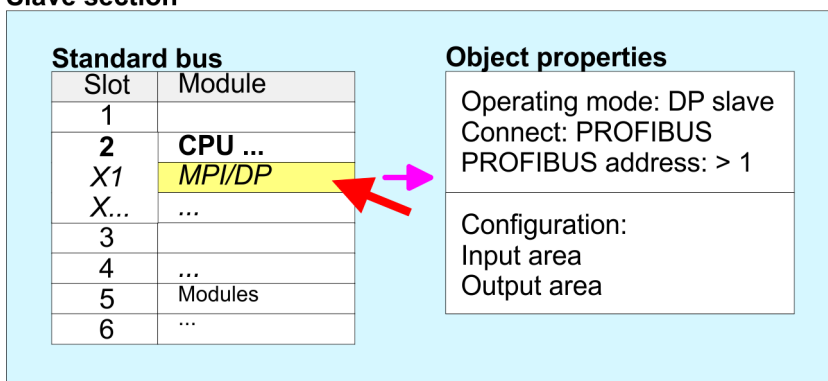 Slave section
Standard bus
Slot Module
1
2 CPU ...
X1 MPI/DP
X... ...
3
4 ...
5 Modules
6 ...
Object properties
Operating mode: DP slave
Connect: PROFIBUS
PROFIBUS address: > 1
Configuration:
Input area
Output area